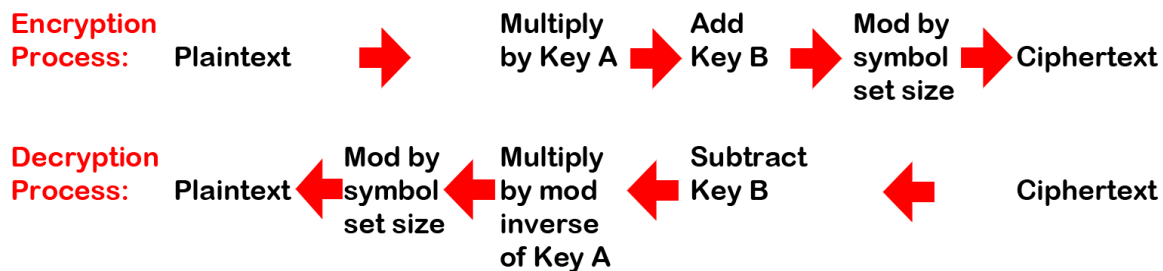 Encryption Multiply Add Mod by
Process: Plaintext by Key A Key B symbol Ciphertext
set size
Decryption Mod by Multiply Subtract
Process: Plaintext symbol by mod Key B Ciphertext
set size inverse
of Key A